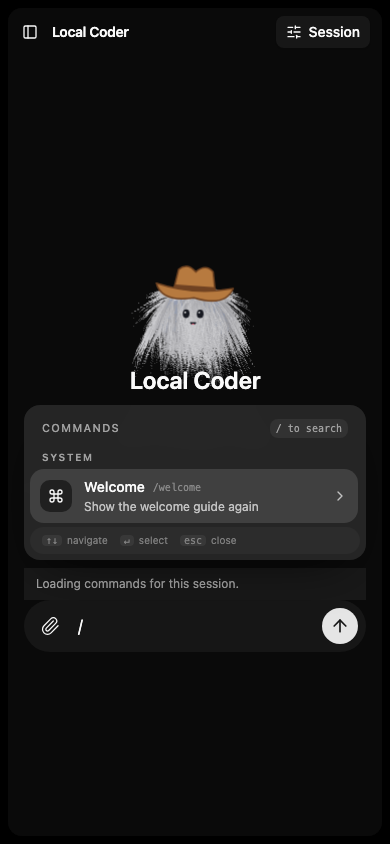 Local Coder
Session
Local Coder
COMMANDS
/ to search
SYSTEM
Welcome /welcome
Show the welcome guide again
↑↓ navigate ↵ select esc close
Loading commands for this session.
/